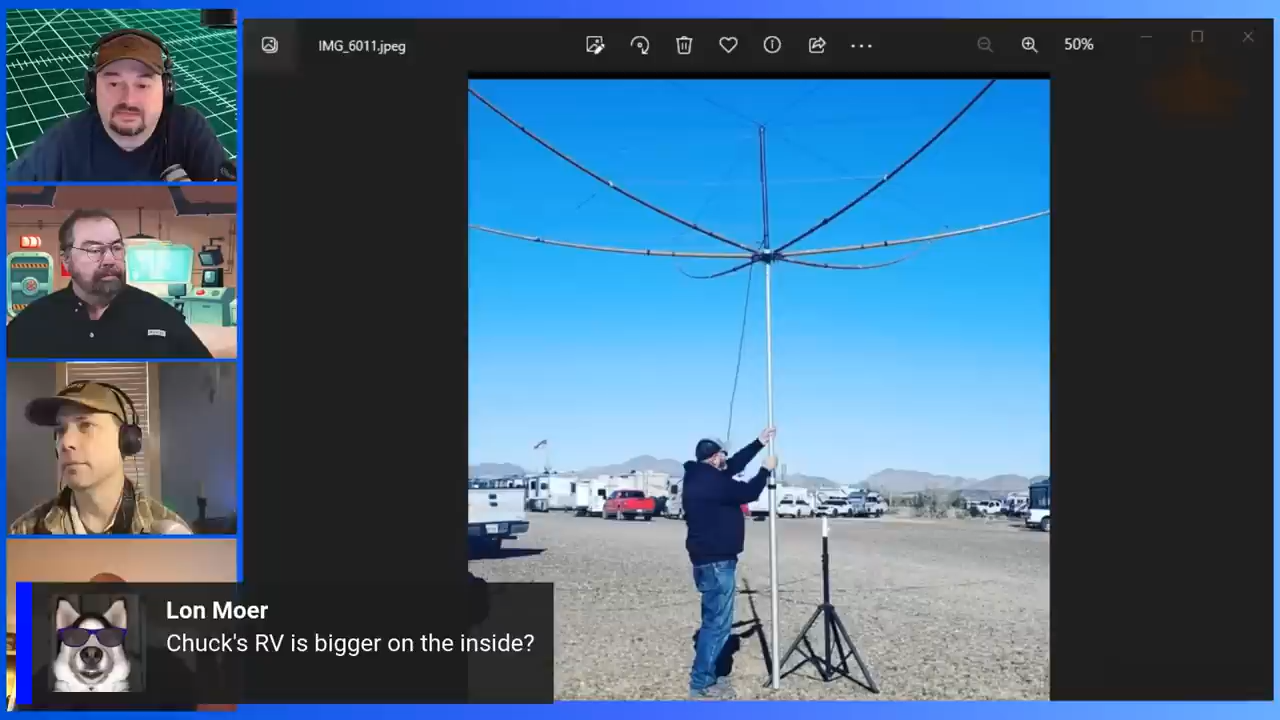 IMG_6011.jpeg
50%
Lon Moer
Chuck's RV is bigger on the inside?